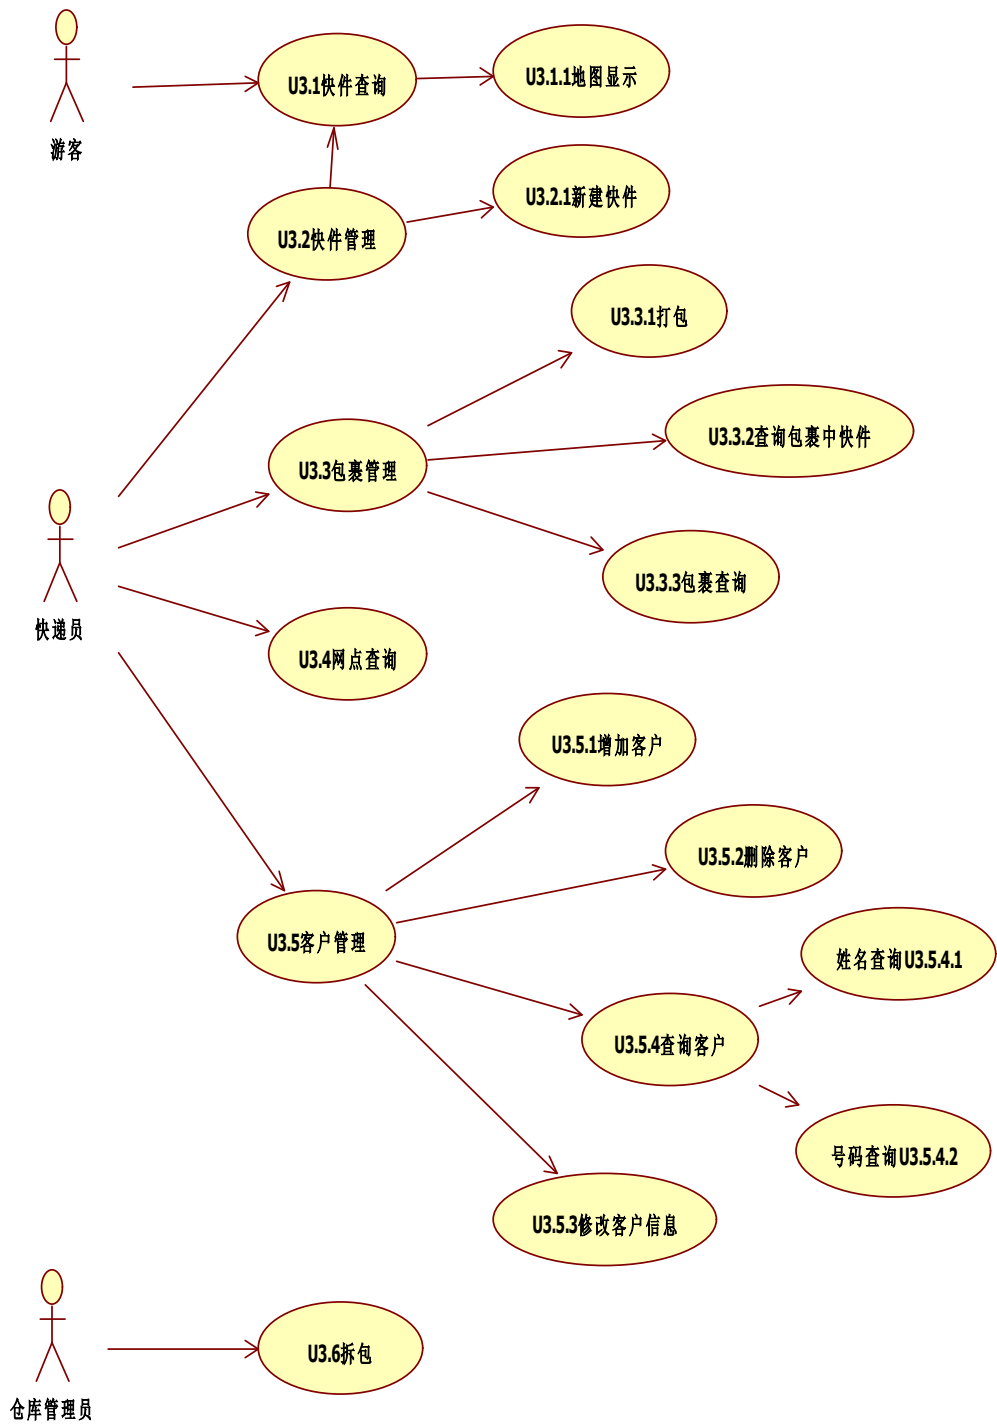 U3.1快件查询
U3.1.1地图显示
游客
U3.2.1新建快件
U3.2快件管理
U3.3.1打包
U3.3.2查询包裹中快件
U3.3包裹管理
U3.3.3包裹查询
快递员
U3.4网点查询
U3.5.1增加客户
U3.5.2删除客户
U3.5客户管理
姓名查询U3.5.4.1
U3.5.4查询客户
号码查询U3.5.4.2
U3.5.3修改客户信息
U3.6拆包
仓库管理员